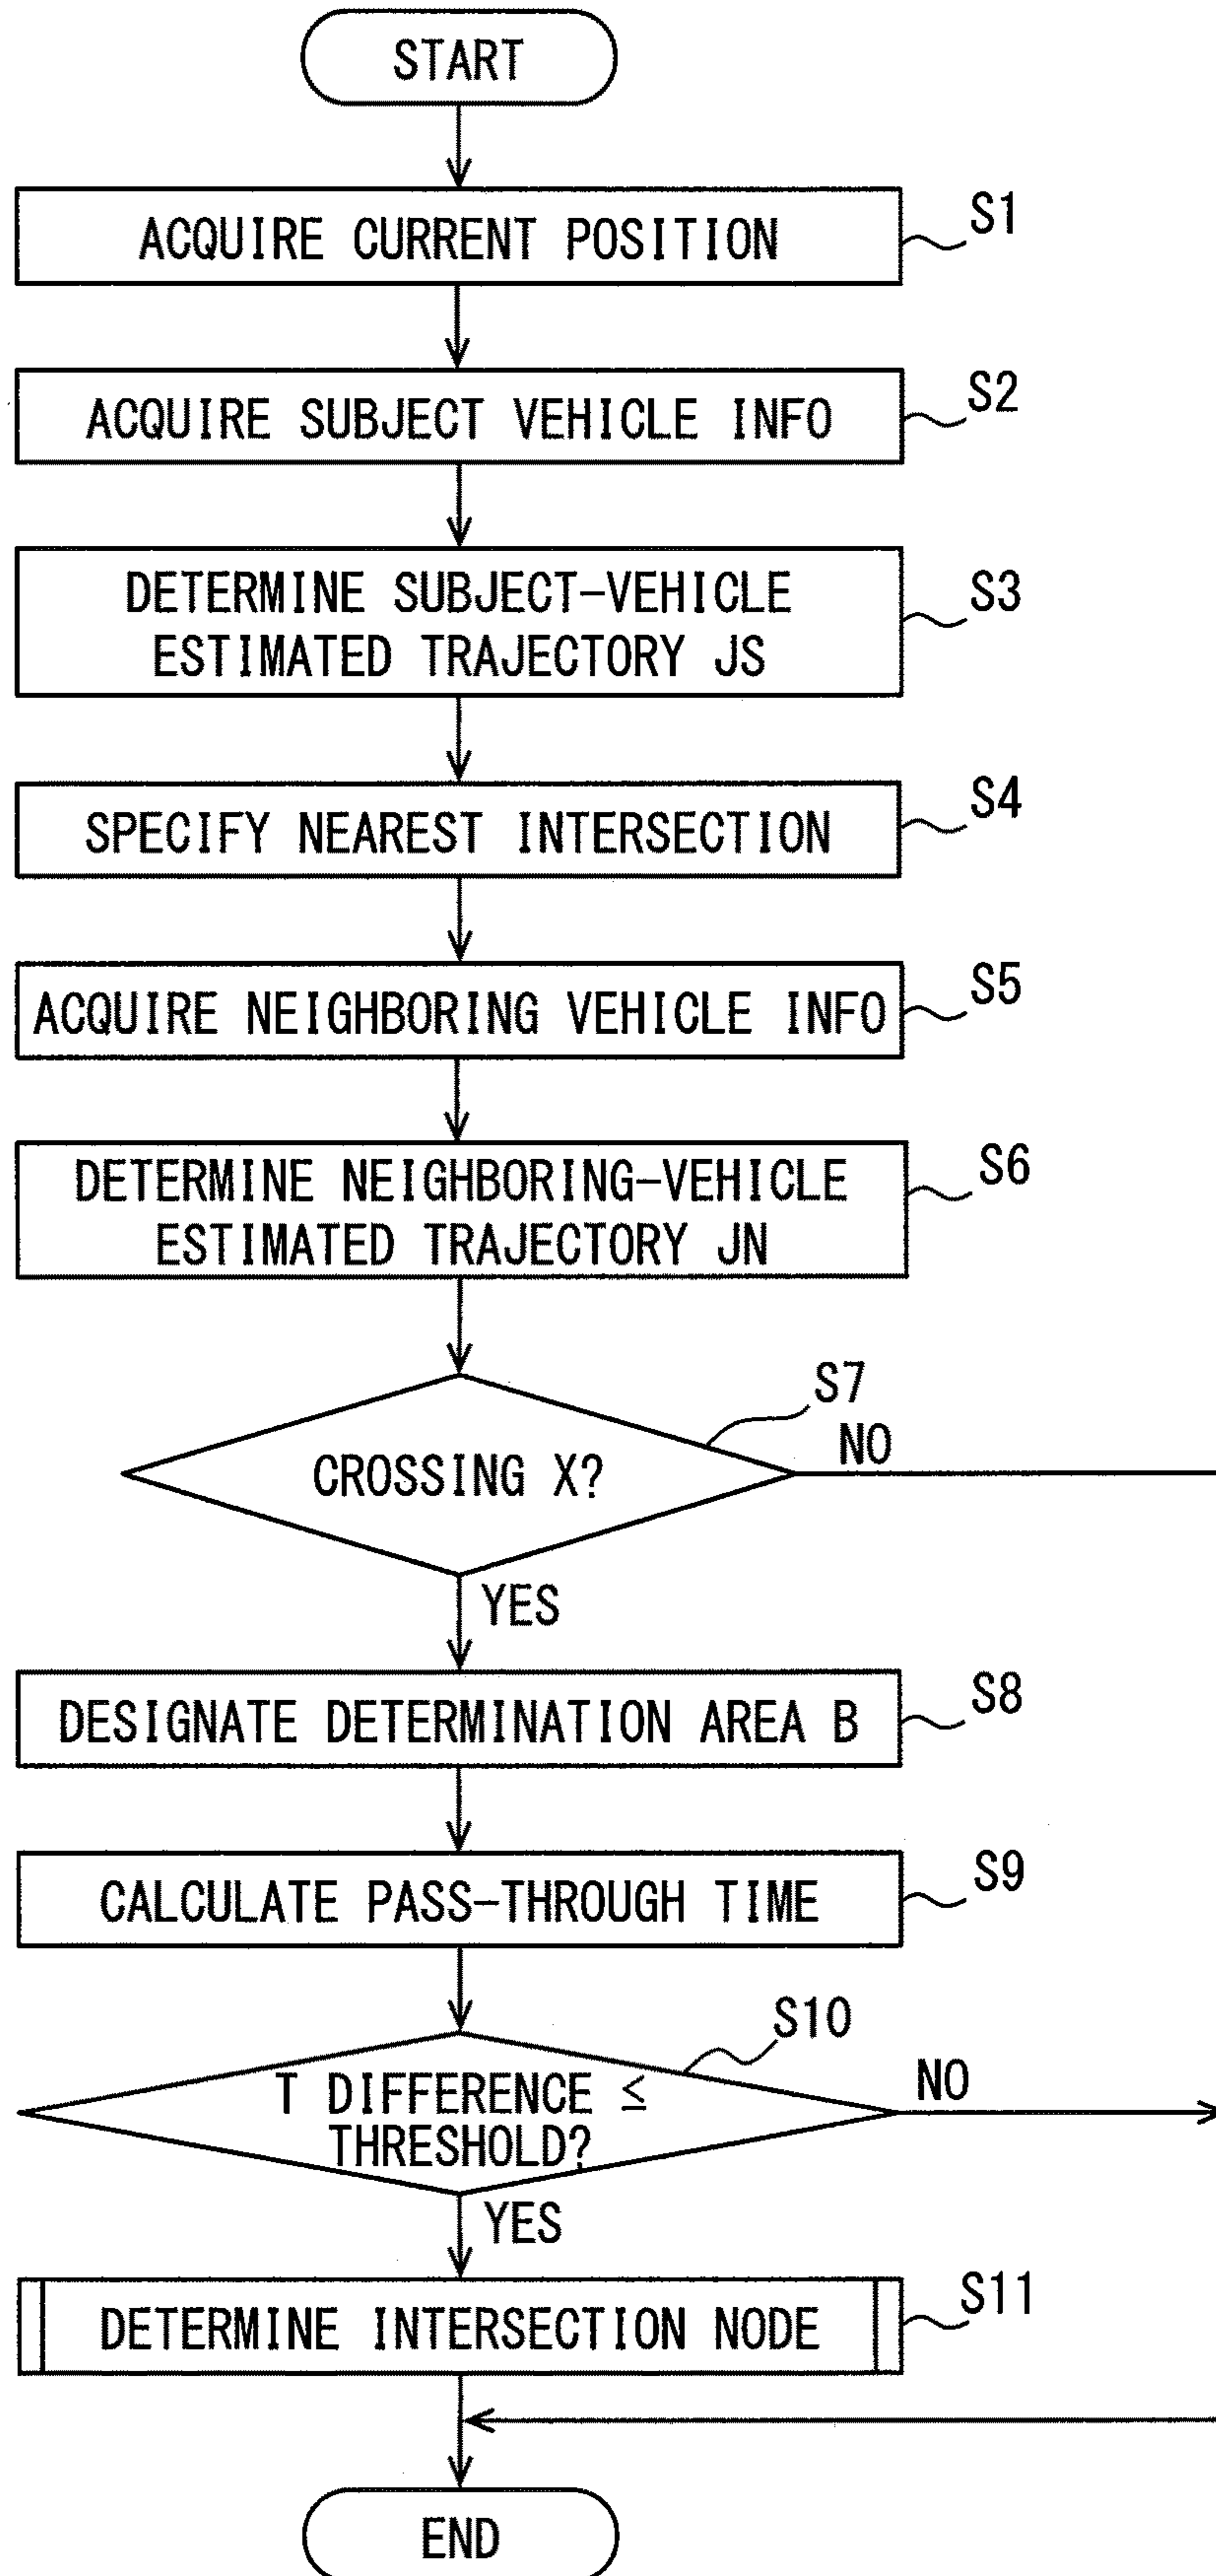 START
ACQUIRE CURRENT POSITION
S1
ACQUIRE SUBJECT VEHICLE INFO
S2
DETERMINE SUBJECT-VEHICLE
ESTIMATED TRAJECTORY JS
S3
SPECIFY NEAREST INTERSECTION
S4
ACQUIRE NEIGHBORING VEHICLE INFO
S5
DETERMINE NEIGHBORING-VEHICLE
ESTIMATED TRAJECTORY JN
S6
CROSSING X?
S7
NO
YES
DESIGNATE DETERMINATION AREA B
S8
CALCULATE PASS-THROUGH TIME
S9
T DIFFERENCE ≤
THRESHOLD?
S10
NO
YES
DETERMINE INTERSECTION NODE
S11
END